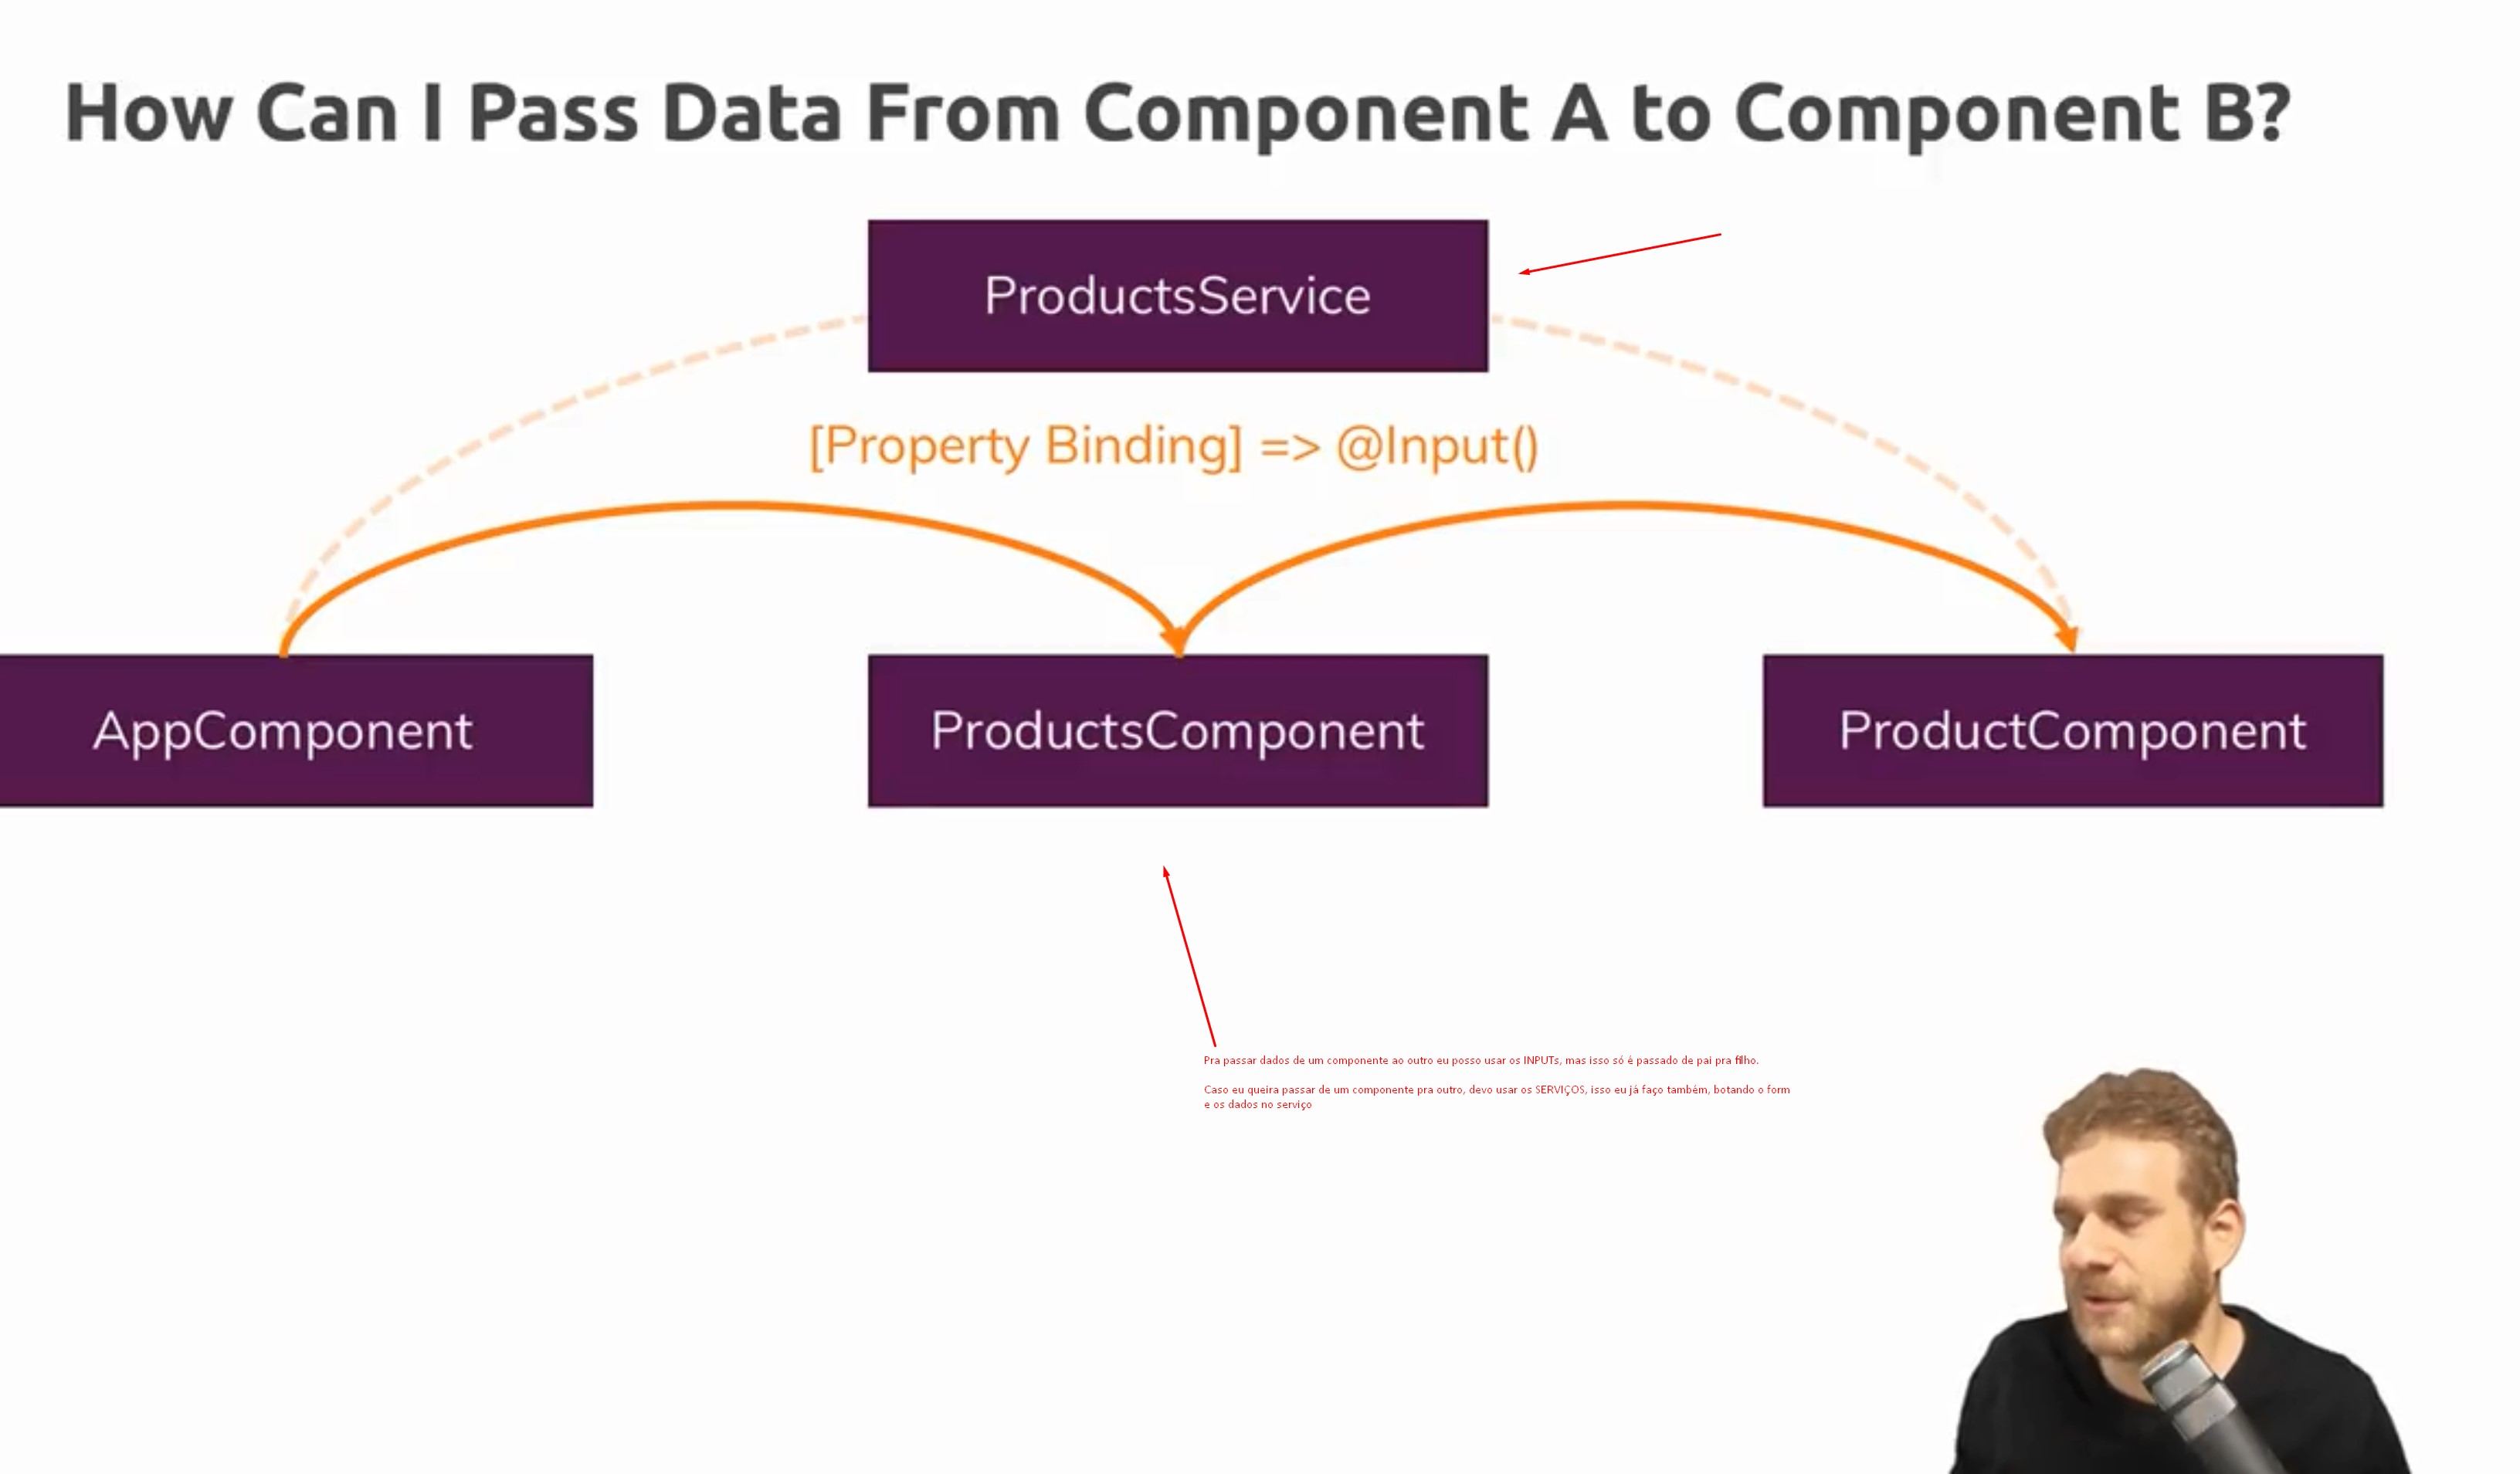 How Can I Pass Data From Component A to Component B?
ProductsService
[Property Binding] => @Input()
AppComponent
ProductsComponent
ProductComponent
Pra passar dados de um componente ao outro eu posso usar os INPUTs, mas isso só é passado de pai pra filho.
Caso eu queira passar de um componente pra outro, devo usar os SERVIÇOS, isso eu já faço também, botando o form
e os dados no serviço